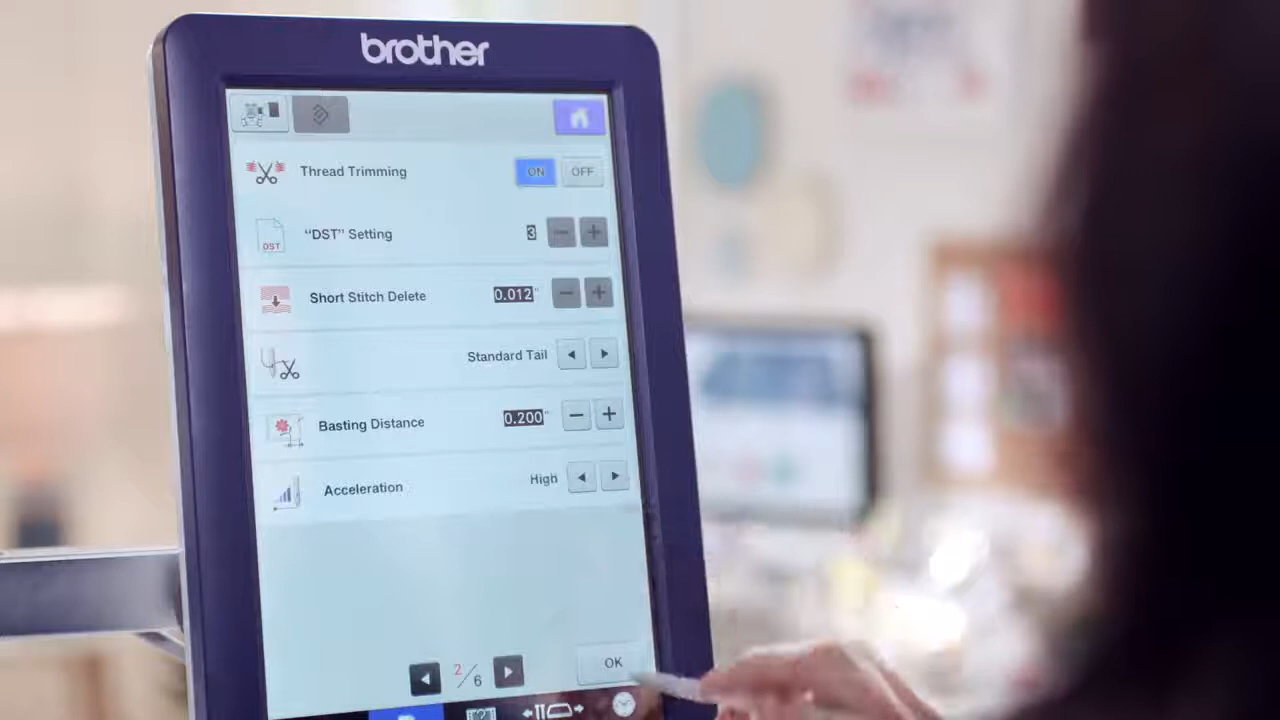 brother
Thread Trimming ON OFF
DST
“DST” Setting 3 − +
Short Stitch Delete 0.012" − +
Standard Tail
Basting Distance 0.200" − +
Acceleration High
2/6
OK